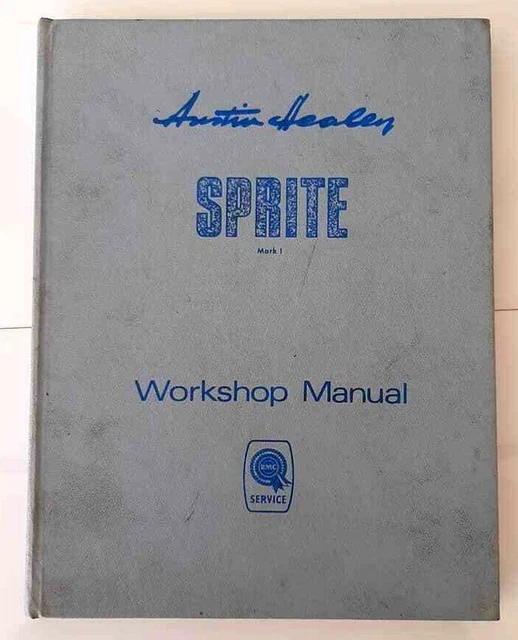 Austin Healey
SPRITE
Mark I
Workshop Manual
BMC
SERVICE